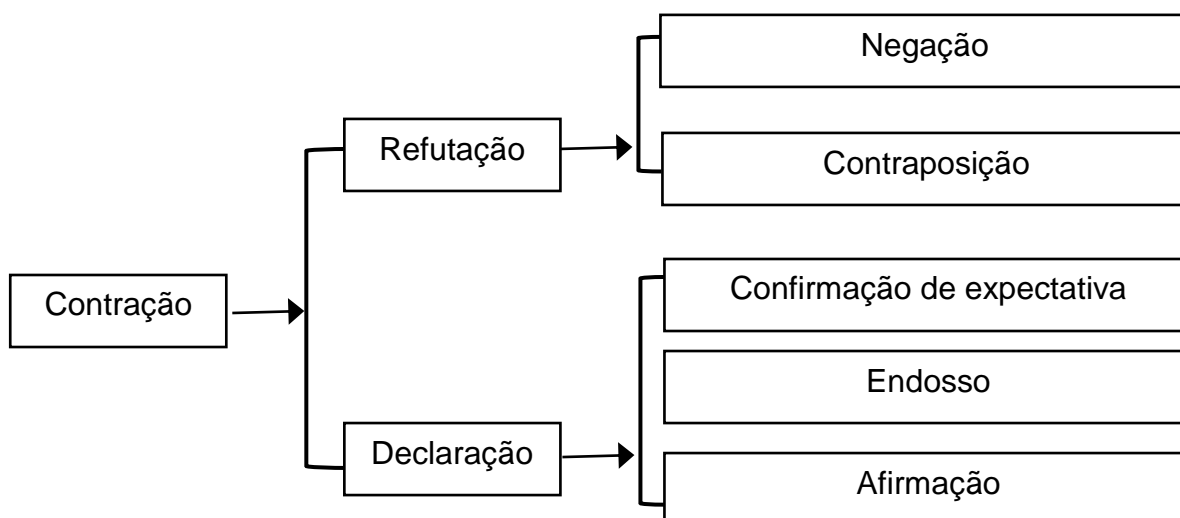 Negação
Refutação
Contraposição
Contração
Confirmação de expectativa
Endosso
Declaração
Afirmação